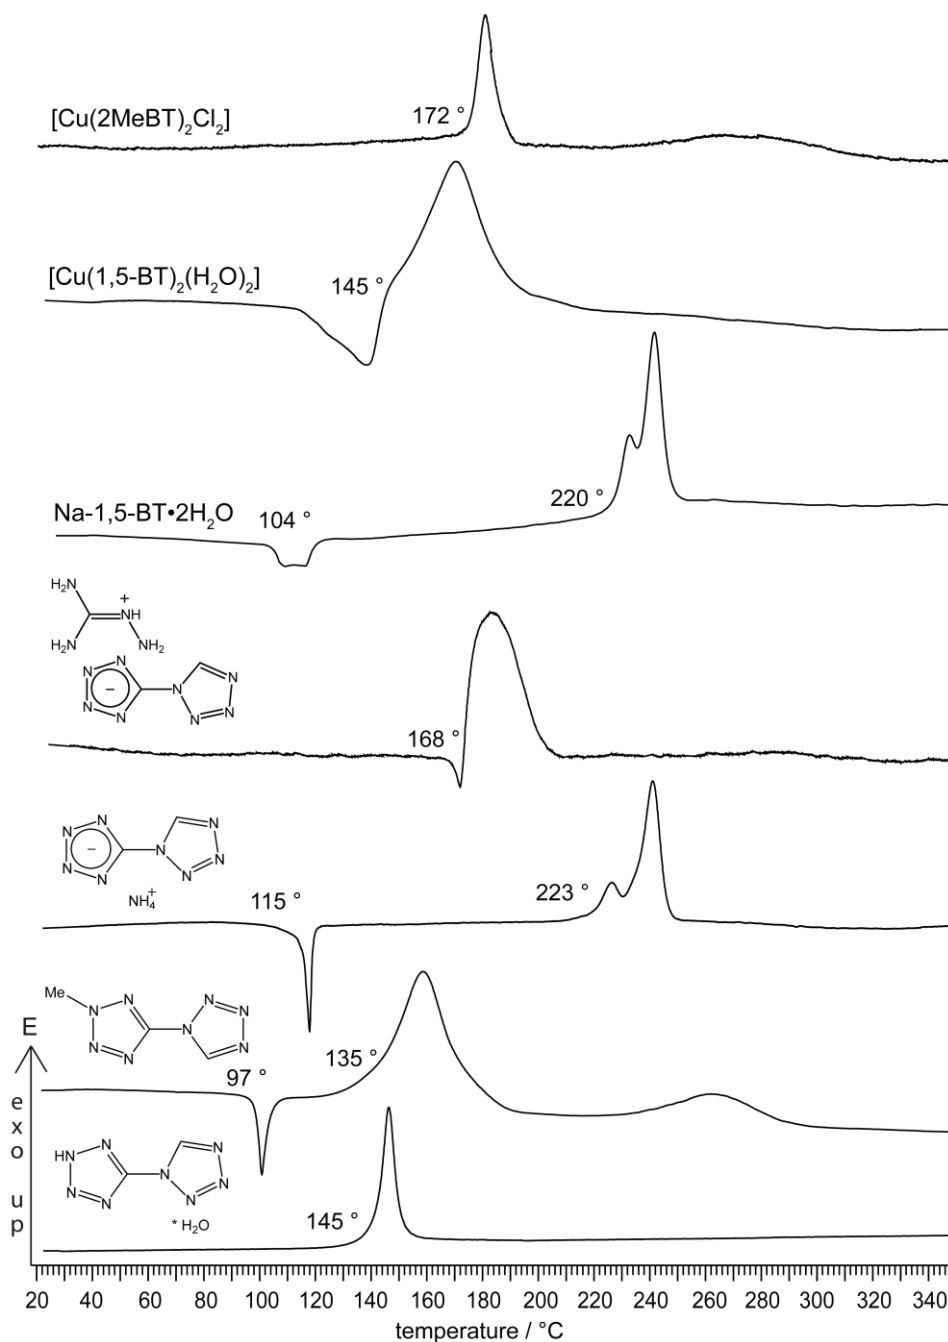 [Cu(2MeBT)₂Cl₂]
172 °
[Cu(1,5-BT)₂(H₂O)₂]
145 °
Na-1,5-BT•2H₂O
104 °
220 °
H₂N
+
NH
H₂N
NH₂
N
N
N
N
−
N
N
N
N
168 °
N
N
N
N
−
N
N
N
N
NH₄⁺
115 °
223 °
Me
N
N
N
N
N
N
N
N
97 °
135 °
HN
N
N
N
N
N
N
N
* H₂O
145 °
E
exo up
20 40 60 80 100 120 140 160 180 200 220 240 260 280 300 320 340
temperature / °C